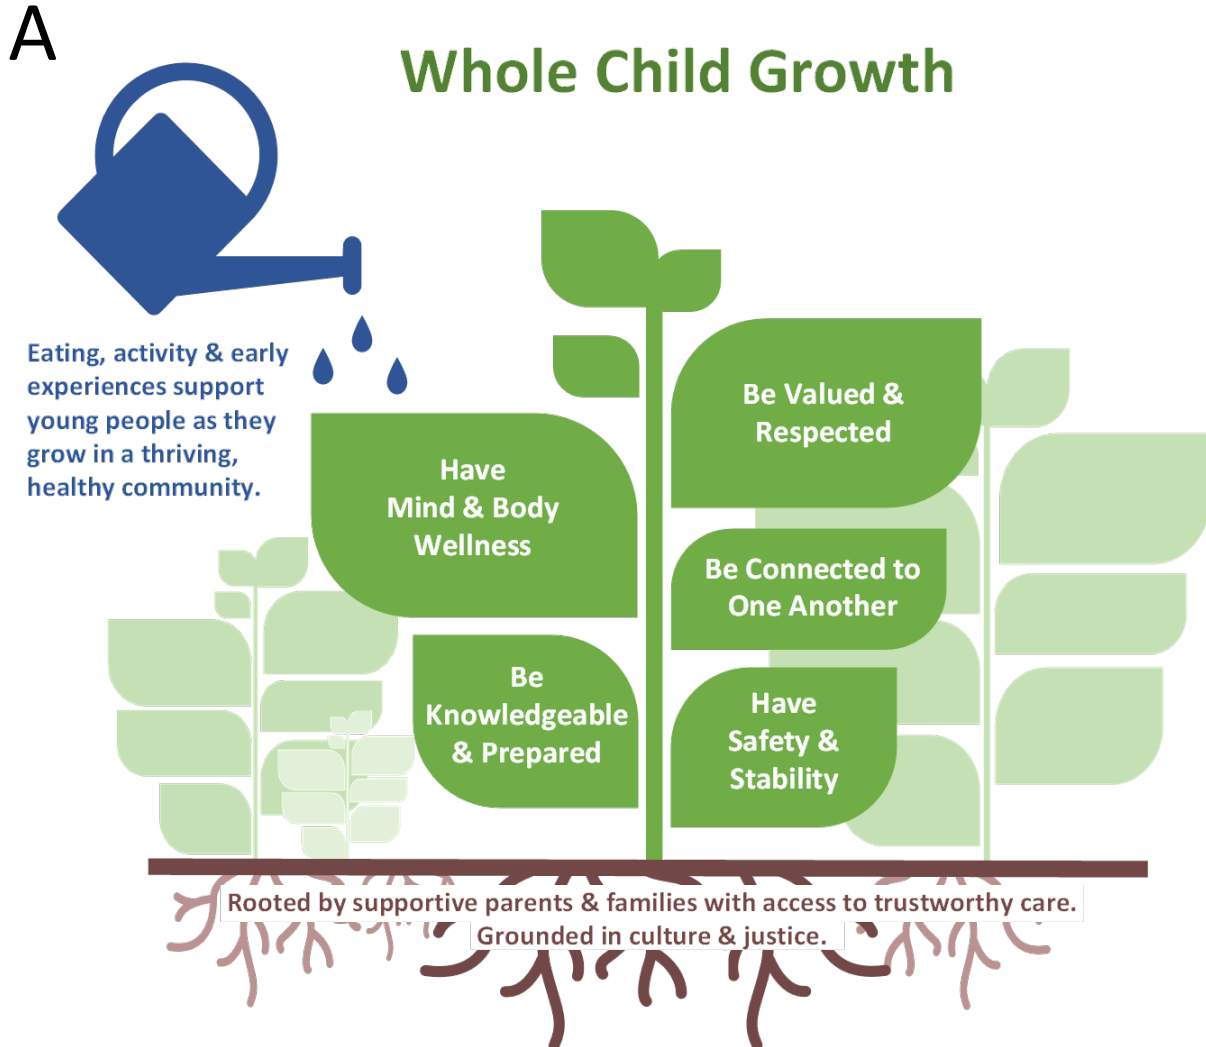 A
Whole Child Growth
Eating, activity & early
experiences support
young people as they
grow in a thriving,
healthy community.
Be Valued &
Respected
Have
Mind & Body
Wellness
Be Connected to
One Another
Be
Knowledgeable
& Prepared
Have
Safety &
Stability
Rooted by supportive parents & families with access to trustworthy care.
Grounded in culture & justice.